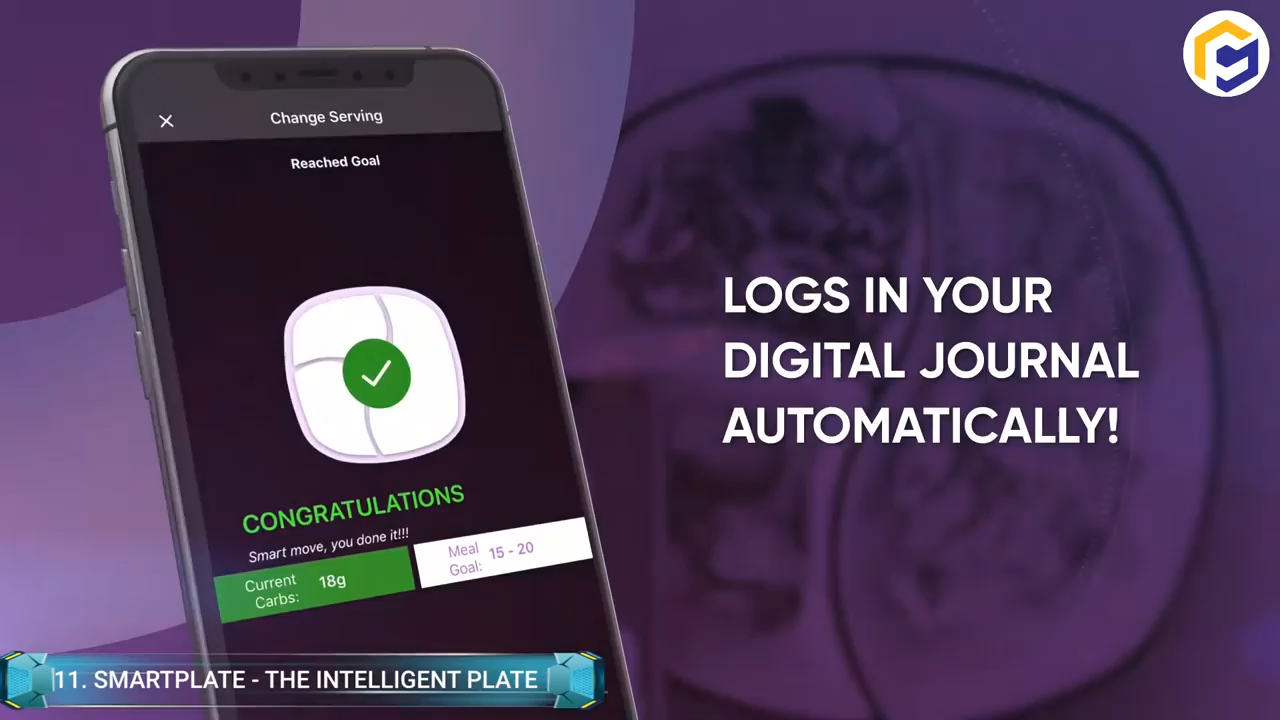 Change Serving
Reached Goal
CONGRATULATIONS
Smart move, you done it!!!
Current
Carbs:
18g
Meal
Goal:
15 - 20
LOGS IN YOUR
DIGITAL JOURNAL
AUTOMATICALLY!
11. SMARTPLATE - THE INTELLIGENT PLATE